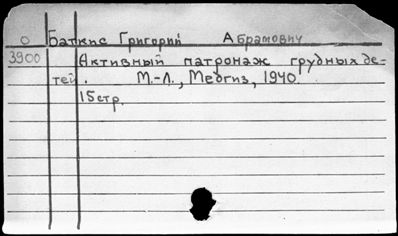 О Баткис Григорий Абрамович
3900 Активный патронаж грудных де-
тей. М.-Л., Медгиз, 1940.
15стр.